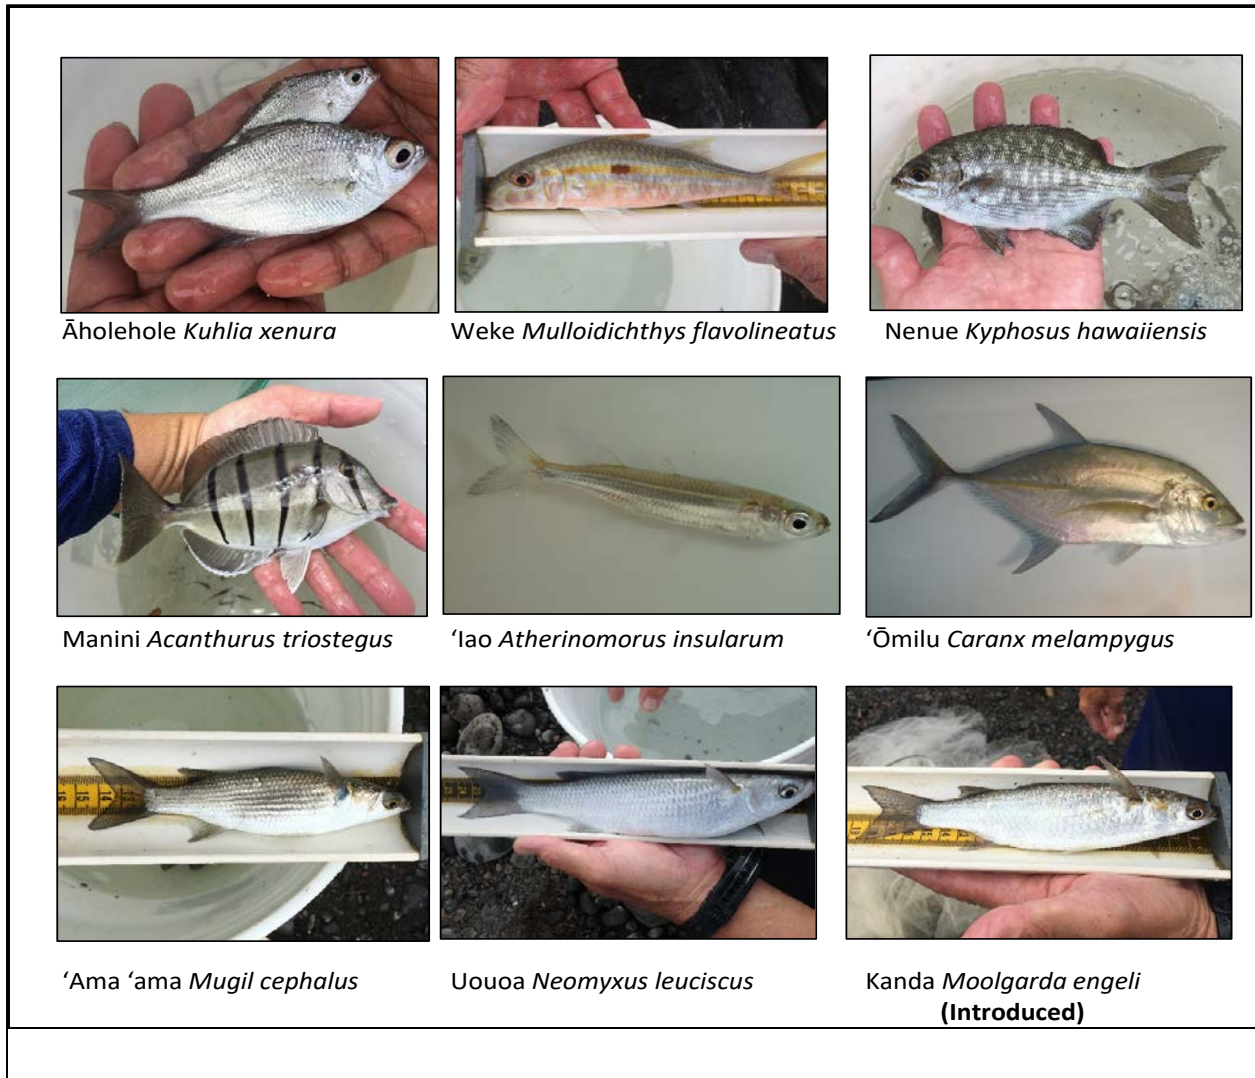 Āholehole Kuhlia xenura
Weke Mulloidichthys flavolineatus
Nenue Kyphosus hawaiiensis
Manini Acanthurus triostegus
‘Iao Atherinomorus insularum
‘Ōmilu Caranx melampygus
‘Ama ‘ama Mugil cephalus
Uouoa Neomyxus leuciscus
Kanda Moolgarda engeli
(Introduced)